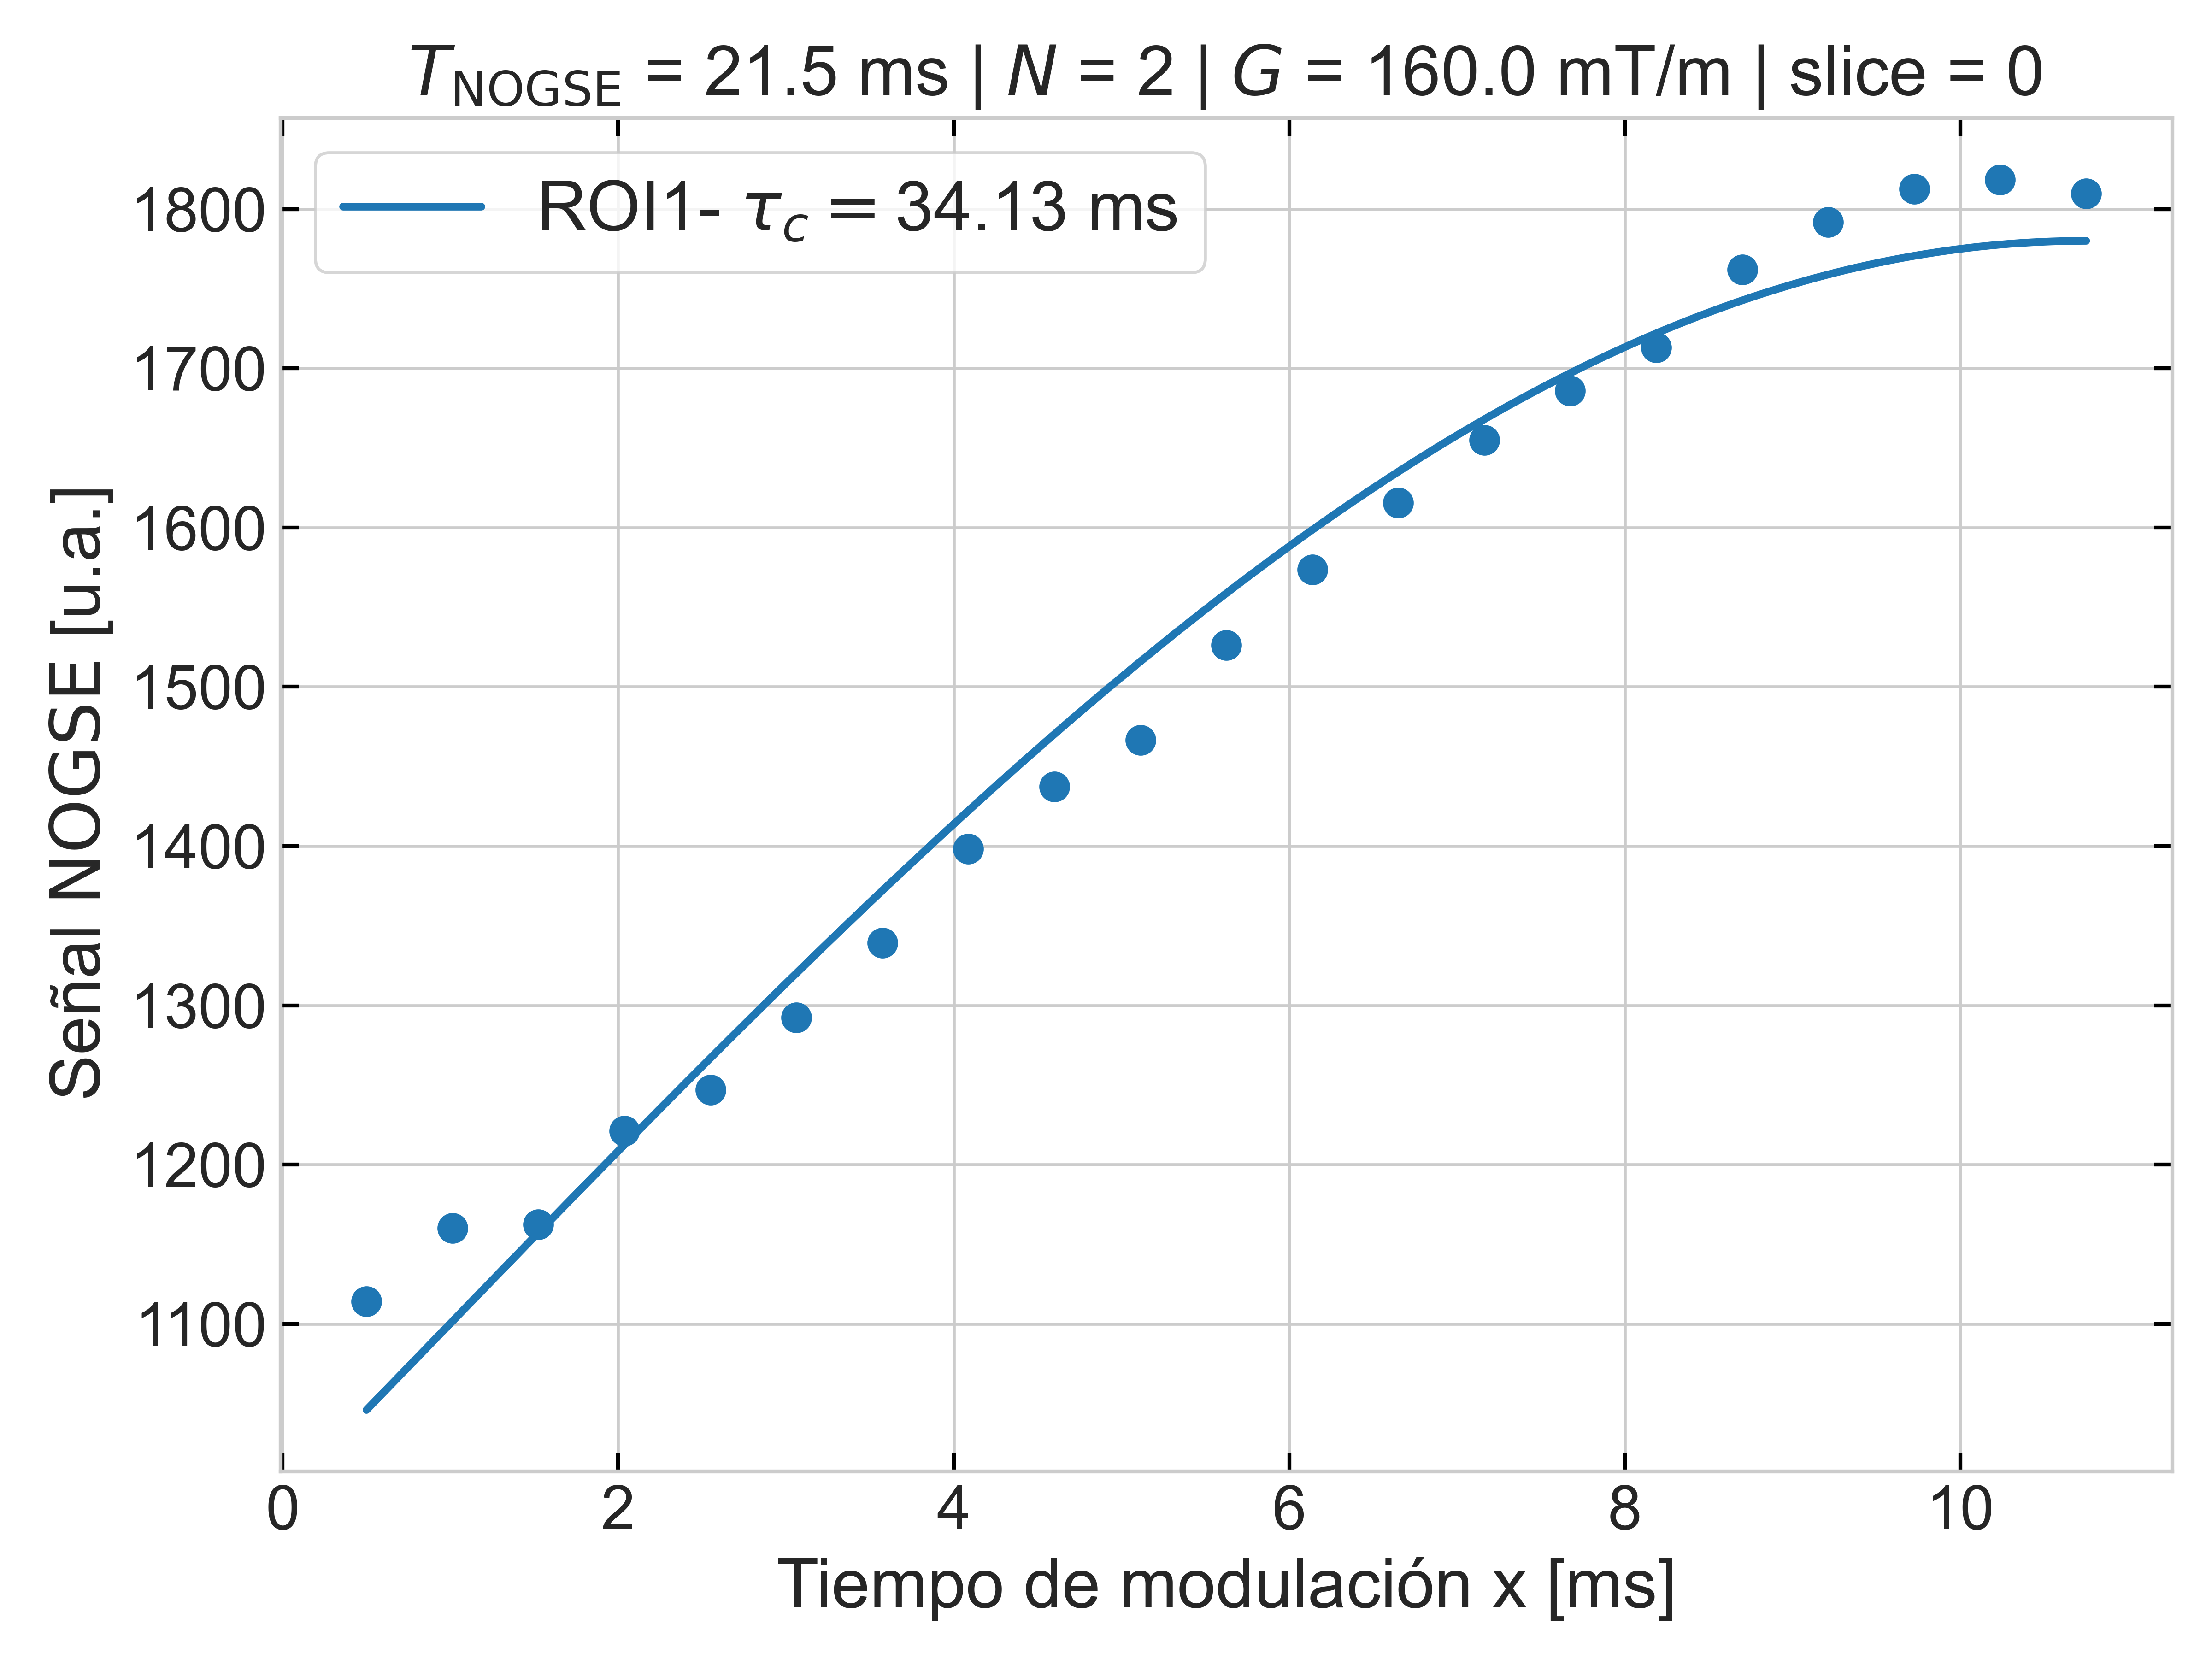 T_NOGSE = 21.5 ms | N = 2 | G = 160.0 mT/m | slice = 0
ROI1- τ_c = 34.13 ms
1800
1700
1600
1500
1400
1300
1200
1100
Señal NOGSE [u.a.]
0 2 4 6 8 10
Tiempo de modulación x [ms]